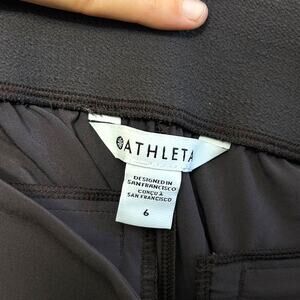 ATHLETA
DESIGNED IN
SAN FRANCISCO
CONÇU À
SAN FRANCISCO
6